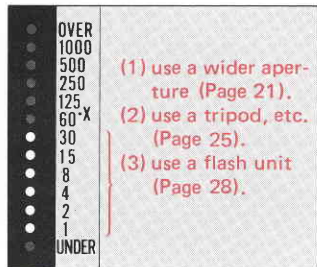 OVER
1000
500
250
125
60·X
30
15
8
4
2
1
UNDER
(1) use a wider aper-
ture (Page 21).
(2) use a tripod, etc.
(Page 25).
(3) use a flash unit
(Page 28).